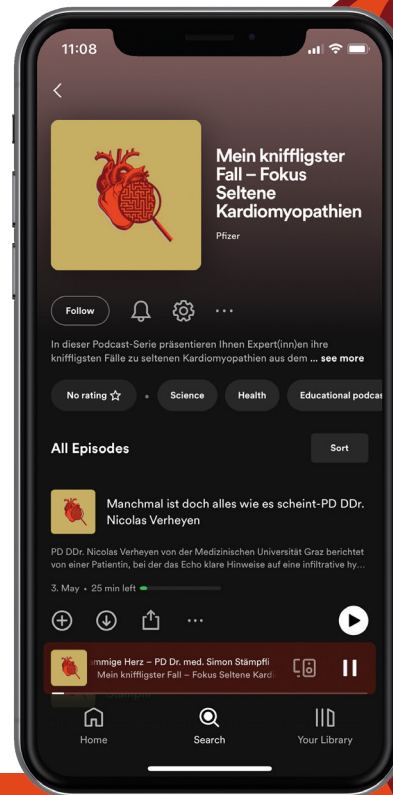 11:08
Mein kniffligster
Fall – Fokus
Seltene
Kardiomyopathien
Pfizer
Follow
In dieser Podcast-Serie präsentieren Ihnen Expert(inn)en ihre
kniffligsten Fälle zu seltenen Kardiomyopathien aus dem ... see more
No rating
Science
Health
Educational podcas
All Episodes
Sort
Manchmal ist doch alles wie es scheint-PD DDr.
Nicolas Verheyen
PD DDr. Nicolas Verheyen von der Medizinischen Universität Graz berichtet
von einer Patientin, bei der das Echo klare Hinweise auf eine infiltrative hy...
3. May • 25 min left
mmige Herz – PD Dr. med. Simon Stämpfli
Mein kniffligster Fall – Fokus Seltene Kardi
Stämpfli
Home
Search
Your Library